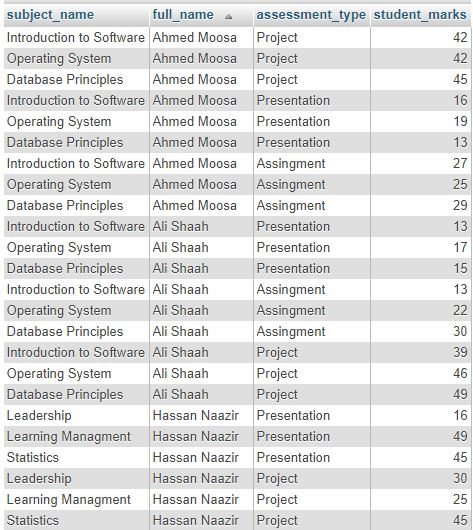 subject_name full_name assessment_type student_marks
Introduction to Software Ahmed Moosa Project 42
Operating System Ahmed Moosa Project 42
Database Principles Ahmed Moosa Project 45
Introduction to Software Ahmed Moosa Presentation 16
Operating System Ahmed Moosa Presentation 19
Database Principles Ahmed Moosa Presentation 13
Introduction to Software Ahmed Moosa Assingment 27
Operating System Ahmed Moosa Assingment 25
Database Principles Ahmed Moosa Assingment 29
Introduction to Software Ali Shaah Presentation 13
Operating System Ali Shaah Presentation 17
Database Principles Ali Shaah Presentation 15
Introduction to Software Ali Shaah Assingment 13
Operating System Ali Shaah Assingment 22
Database Principles Ali Shaah Assingment 30
Introduction to Software Ali Shaah Project 39
Operating System Ali Shaah Project 46
Database Principles Ali Shaah Project 49
Leadership Hassan Naazir Presentation 16
Learning Managment Hassan Naazir Presentation 49
Statistics Hassan Naazir Presentation 45
Leadership Hassan Naazir Project 30
Learning Managment Hassan Naazir Project 25
Statistics Hassan Naazir Project 45